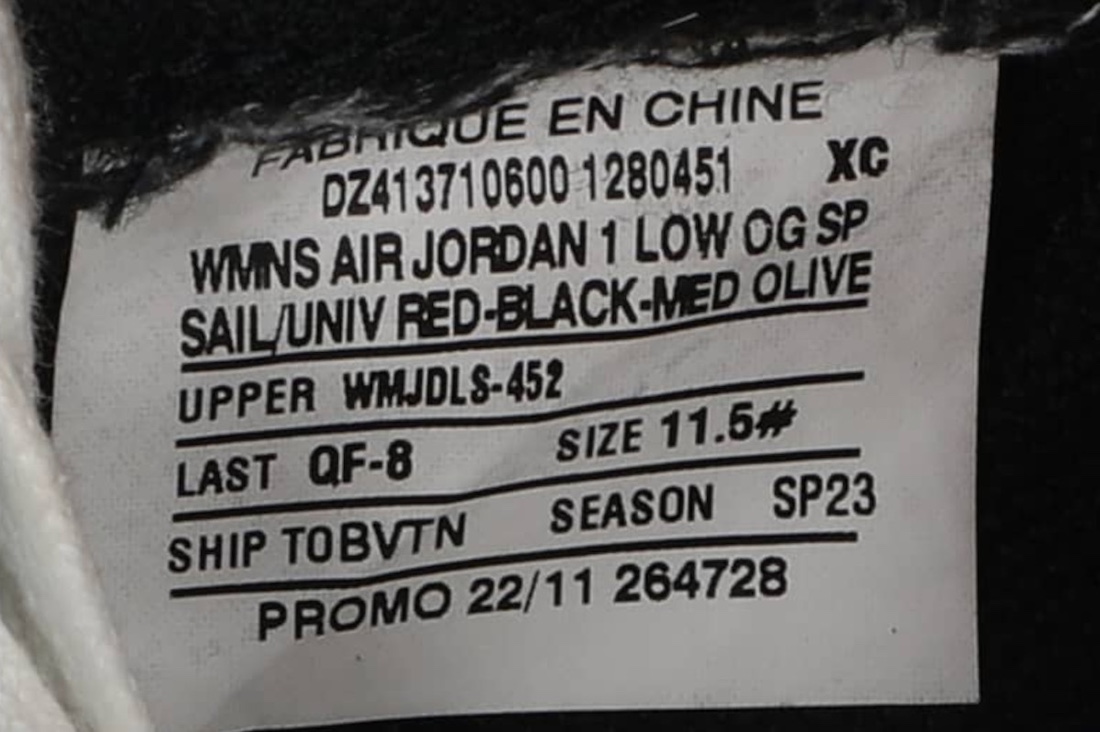 FABRIQUE EN CHINE
DZ413710600 1280451 XC
WMNS AIR JORDAN 1 LOW OG SP
SAIL/UNIV RED-BLACK-MED OLIVE
UPPER WMJDLS-452
LAST QF-8 SIZE 11.5#
SHIP TOBVTN SEASON SP23
PROMO 22/11 264728